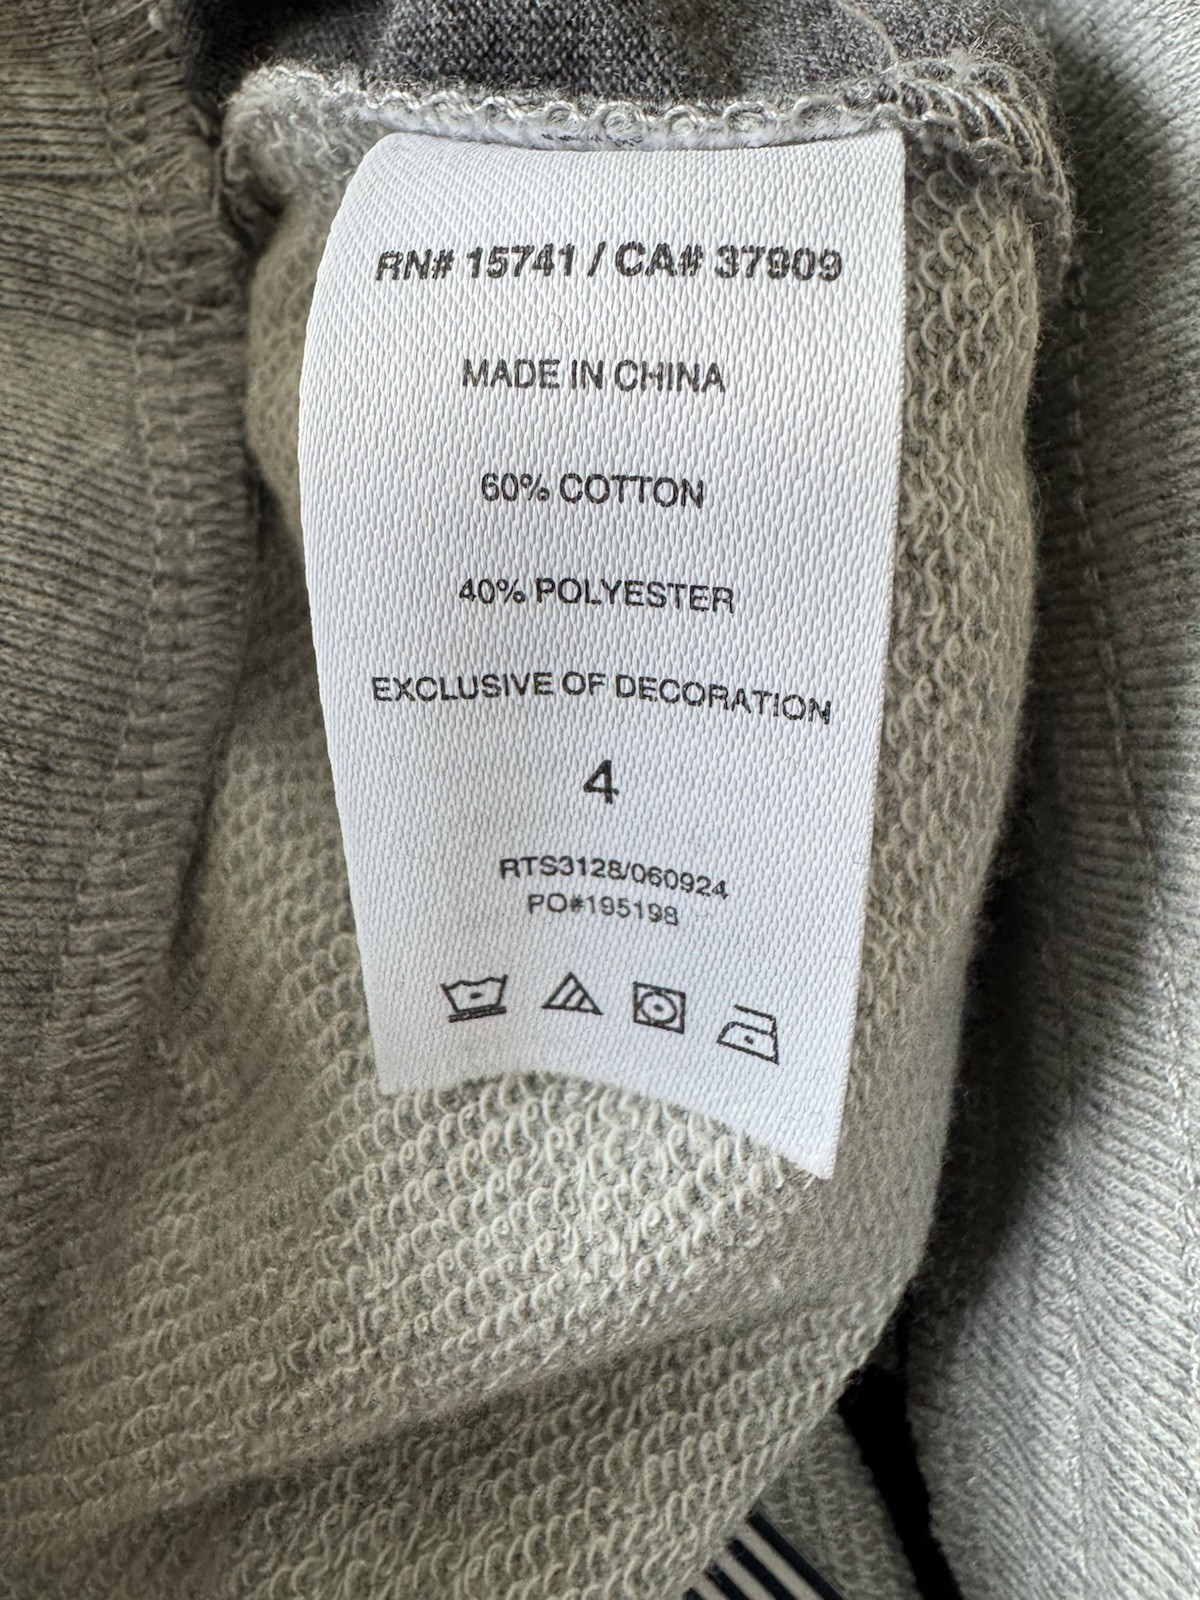 RN# 15741 / CA# 37909
MADE IN CHINA
60% COTTON
40% POLYESTER
EXCLUSIVE OF DECORATION
4
RTS3128/060924
PO#195198